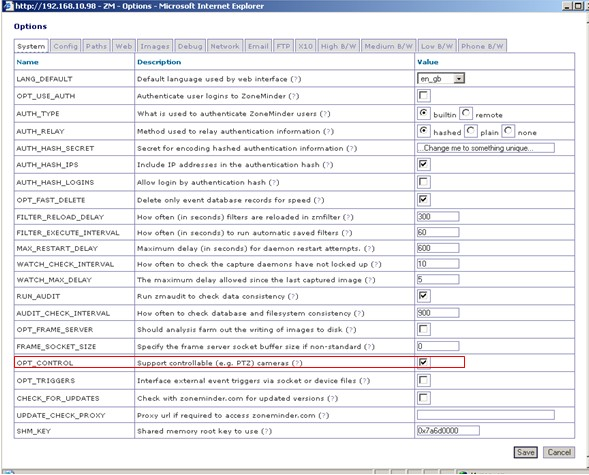 http://192.168.10.98 - ZM - Options - Microsoft Internet Explorer
Options
System Config Paths Web Images Debug Network Email FTP X10 High B/W Medium B/W Low B/W Phone B/W
Name Description Value
LANG_DEFAULT Default language used by web interface (?) en_gb
OPT_USE_AUTH Authenticate user logins to ZoneMinder (?)
AUTH_TYPE What is used to authenticate ZoneMinder users (?) builtin remote
AUTH_RELAY Method used to relay authentication information (?) hashed plain none
AUTH_HASH_SECRET Secret for encoding hashed authentication information (?) ...Change me to something unique...
AUTH_HASH_IPS Include IP addresses in the authentication hash (?)
AUTH_HASH_LOGINS Allow login by authentication hash (?)
OPT_FAST_DELETE Delete only event database records for speed (?)
FILTER_RELOAD_DELAY How often (in seconds) filters are reloaded in zmfilter (?) 300
FILTER_EXECUTE_INTERVAL How often (in seconds) to run automatic saved filters (?) 60
MAX_RESTART_DELAY Maximum delay (in seconds) for daemon restart attempts. (?) 600
WATCH_CHECK_INTERVAL How often to check the capture daemons have not locked up (?) 10
WATCH_MAX_DELAY The maximum delay allowed since the last captured image (?) 5
RUN_AUDIT Run zmaudit to check data consistency (?)
AUDIT_CHECK_INTERVAL How often to check database and filesystem consistency (?) 900
OPT_FRAME_SERVER Should analysis farm out the writing of images to disk (?)
FRAME_SOCKET_SIZE Specify the frame server socket buffer size if non-standard (?) 0
OPT_CONTROL Support controllable (e.g. PTZ) cameras (?)
OPT_TRIGGERS Interface external event triggers via socket or device files (?)
CHECK_FOR_UPDATES Check with zoneminder.com for updated versions (?)
UPDATE_CHECK_PROXY Proxy url if required to access zoneminder.com (?)
SHM_KEY Shared memory root key to use (?) 0x7a6d0000
Save Cancel